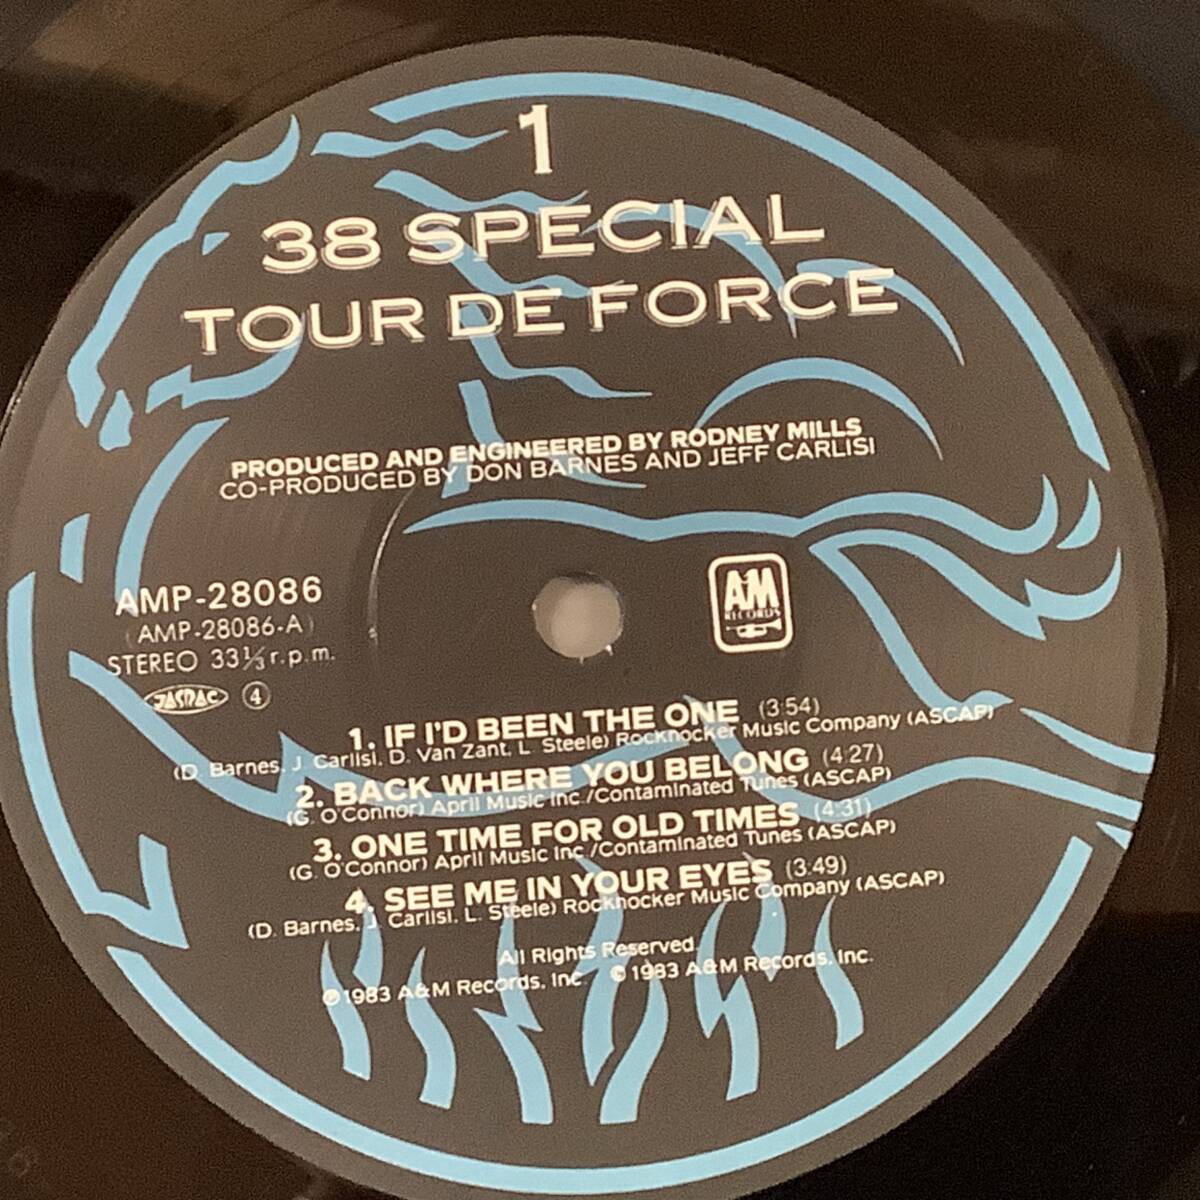 1
38 SPECIAL
TOUR DE FORCE
PRODUCED AND ENGINEERED BY RODNEY MILLS
CO-PRODUCED BY DON BARNES AND JEFF CARLISI
AMP-28086
(AMP-28086-A)
STEREO 33⅓ r.p.m.
JASRAC ④
A&M
RECORDS
1. IF I'D BEEN THE ONE (3:54)
(D. Barnes, J. Carlisi, D. Van Zant, L. Steele) Rocknocker Music Company (ASCAP)
2. BACK WHERE YOU BELONG (4:27)
(G. O'Connor) April Music Inc./Contaminated Tunes (ASCAP)
3. ONE TIME FOR OLD TIMES (4:31)
(G. O'Connor) April Music Inc./Contaminated Tunes (ASCAP)
4. SEE ME IN YOUR EYES (3:49)
(D. Barnes, J. Carlisi, L. Steele) Rocknocker Music Company (ASCAP)
All Rights Reserved.
℗1983 A&M Records, Inc. ©1983 A&M Records, Inc.